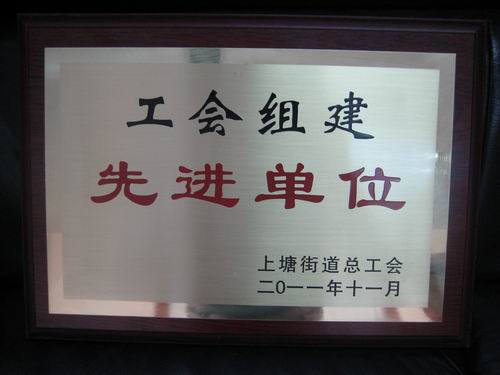 工会组建
先进单位
上塘街道总工会
二0一一年十一月